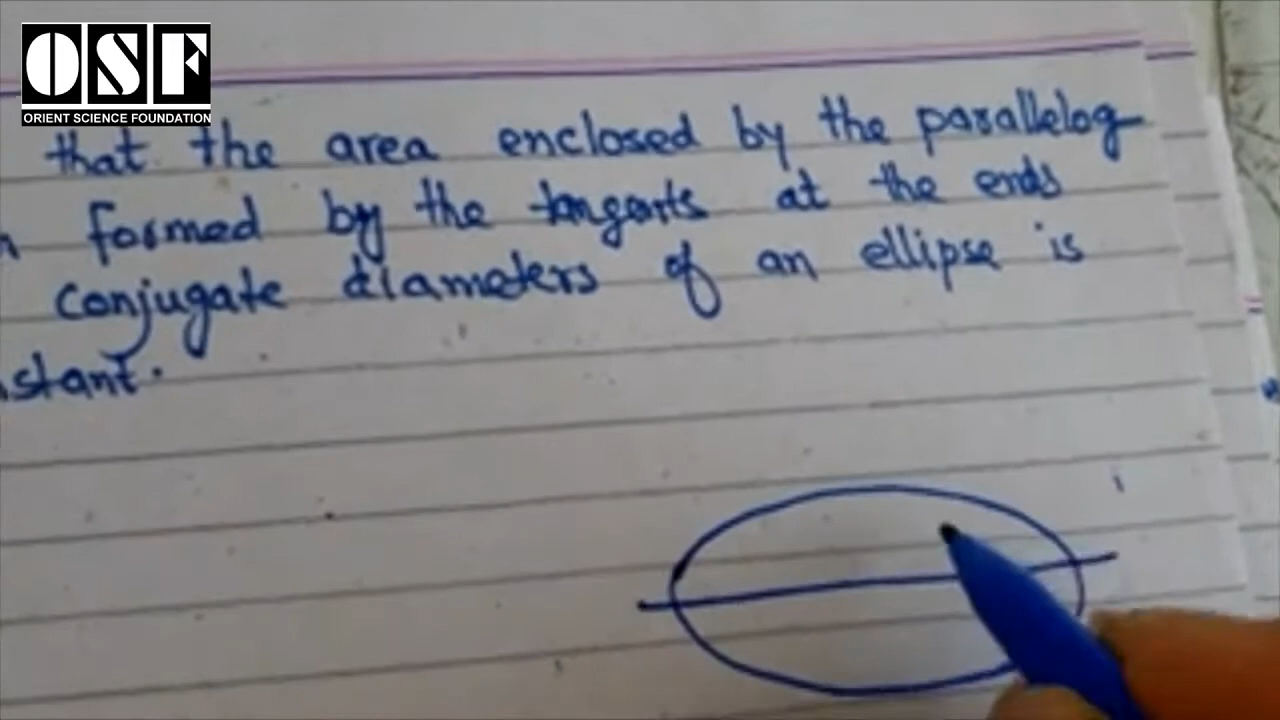 OSF
ORIENT SCIENCE FOUNDATION
that the area enclosed by the parallelog
formed by the tangents at the ends
conjugate diameters of an ellipse is
nstant.